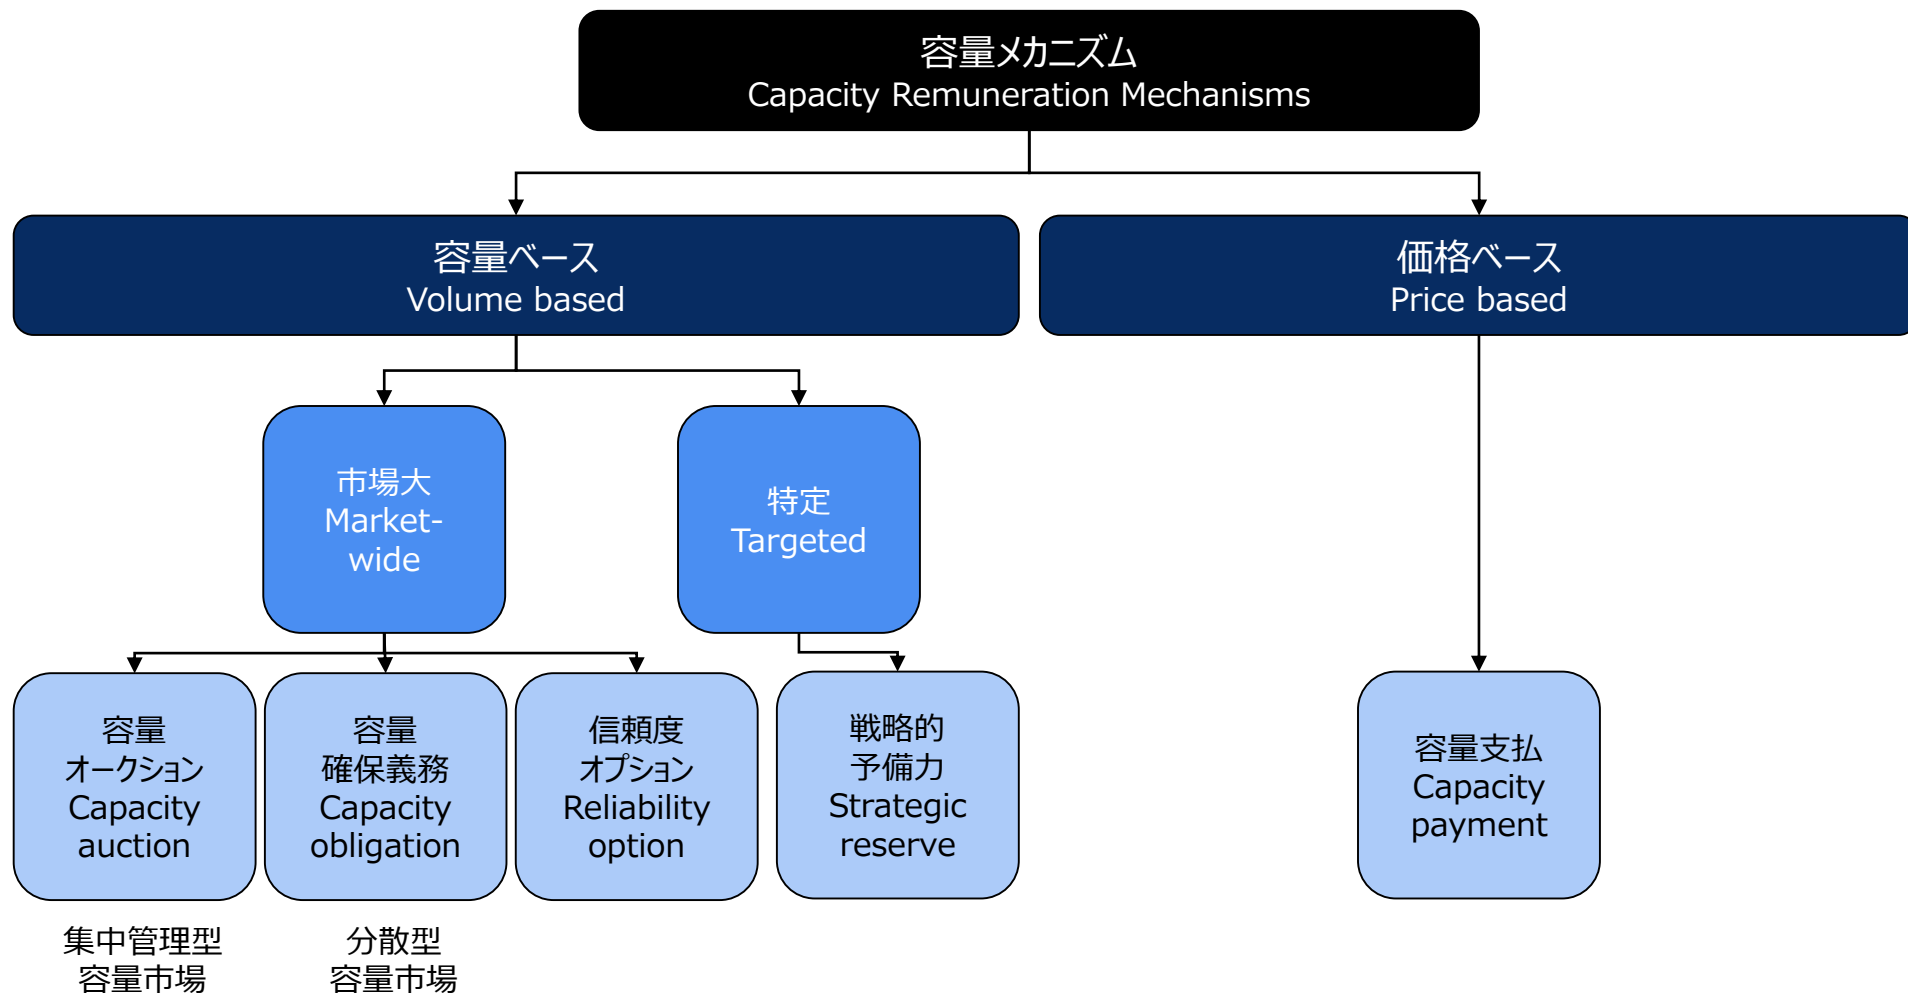 容量メカニズム
Capacity Remuneration Mechanisms
容量ベース
Volume based
価格ベース
Price based
市場大
Market-
wide
特定
Targeted
容量
オークション
Capacity
auction
容量
確保義務
Capacity
obligation
信頼度
オプション
Reliability
option
戦略的
予備力
Strategic
reserve
容量支払
Capacity
payment
集中管理型
容量市場
分散型
容量市場